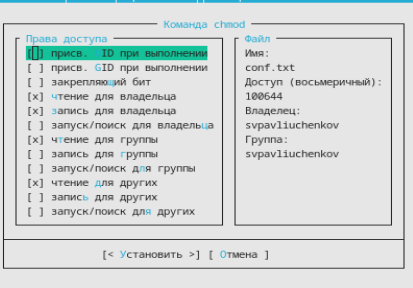 Команда chmod
Права доступа
[ ] присв. ID при выполнении
[ ] присв. GID при выполнении
[ ] закрепляющий бит
[x] чтение для владельца
[x] запись для владельца
[ ] запуск/поиск для владельца
[x] чтение для группы
[ ] запись для группы
[ ] запуск/поиск для группы
[x] чтение для других
[ ] запись для других
[ ] запуск/поиск для других
Файл
Имя:
conf.txt
Доступ (восьмеричный):
100644
Владелец:
svpavliuchenkov
Группа:
svpavliuchenkov
[< Установить >] [ Отмена ]